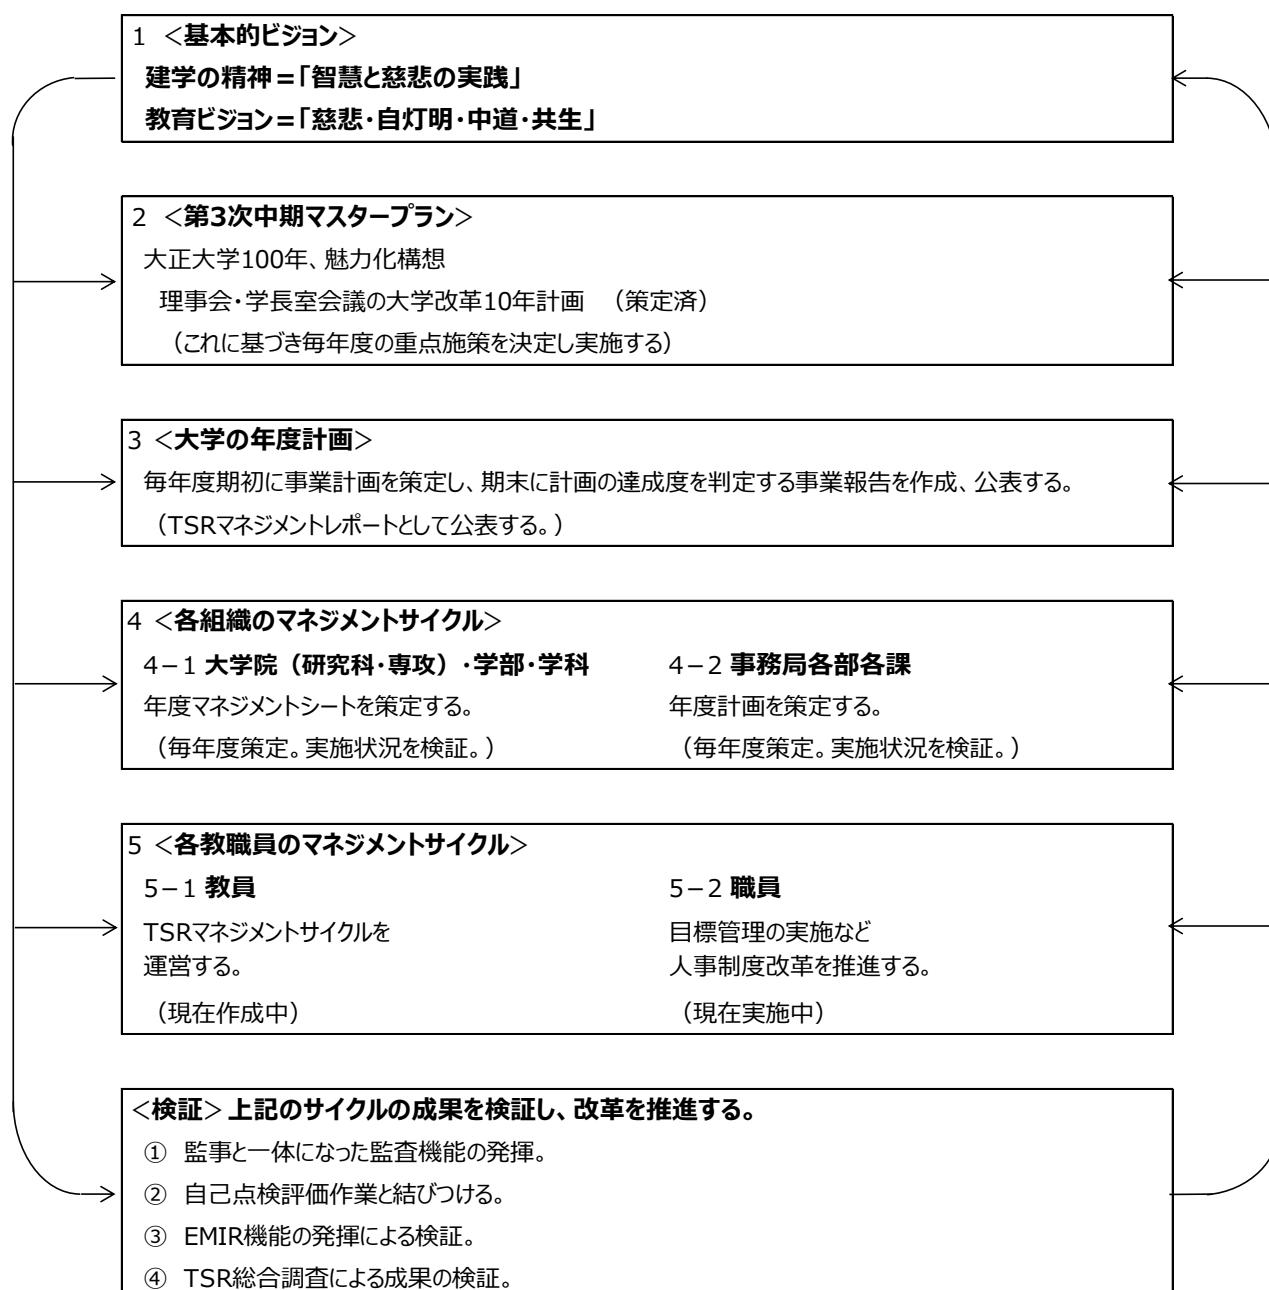 1 ＜基本的ビジョン＞
建学の精神＝「智慧と慈悲の実践」
教育ビジョン＝「慈悲・自灯明・中道・共生」
2 ＜第3次中期マスタープラン＞
大正大学100年、魅力化構想
理事会・学長室会議の大学改革10年計画　（策定済）
（これに基づき毎年度の重点施策を決定し実施する）
3 ＜大学の年度計画＞
毎年度期初に事業計画を策定し、期末に計画の達成度を判定する事業報告を作成、公表する。
（TSRマネジメントレポートとして公表する。）
4 ＜各組織のマネジメントサイクル＞
4－1 大学院（研究科・専攻）・学部・学科　4－2 事務局各部各課
年度マネジメントシートを策定する。　年度計画を策定する。
（毎年度策定。実施状況を検証。）　（毎年度策定。実施状況を検証。）
5 ＜各教職員のマネジメントサイクル＞
5－1 教員　5－2 職員
TSRマネジメントサイクルを　目標管理の実施など
運営する。　人事制度改革を推進する。
（現在作成中）　（現在実施中）
＜検証＞上記のサイクルの成果を検証し、改革を推進する。
① 監事と一体になった監査機能の発揮。
② 自己点検評価作業と結びつける。
③ EMIR機能の発揮による検証。
④ TSR総合調査による成果の検証。